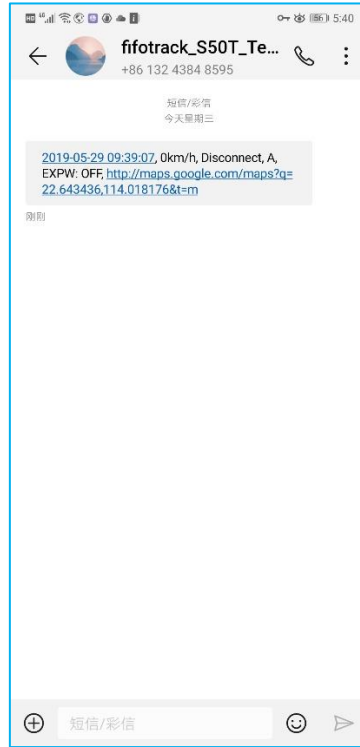 5:40
fifotrack_S50T_Te...
+86 132 4384 8595
短信/彩信
今天星期三
2019-05-29 09:39:07, 0km/h, Disconnect, A,
EXPW: OFF, http://maps.google.com/maps?q=
22.643436,114.018176&t=m
刚刚
短信/彩信